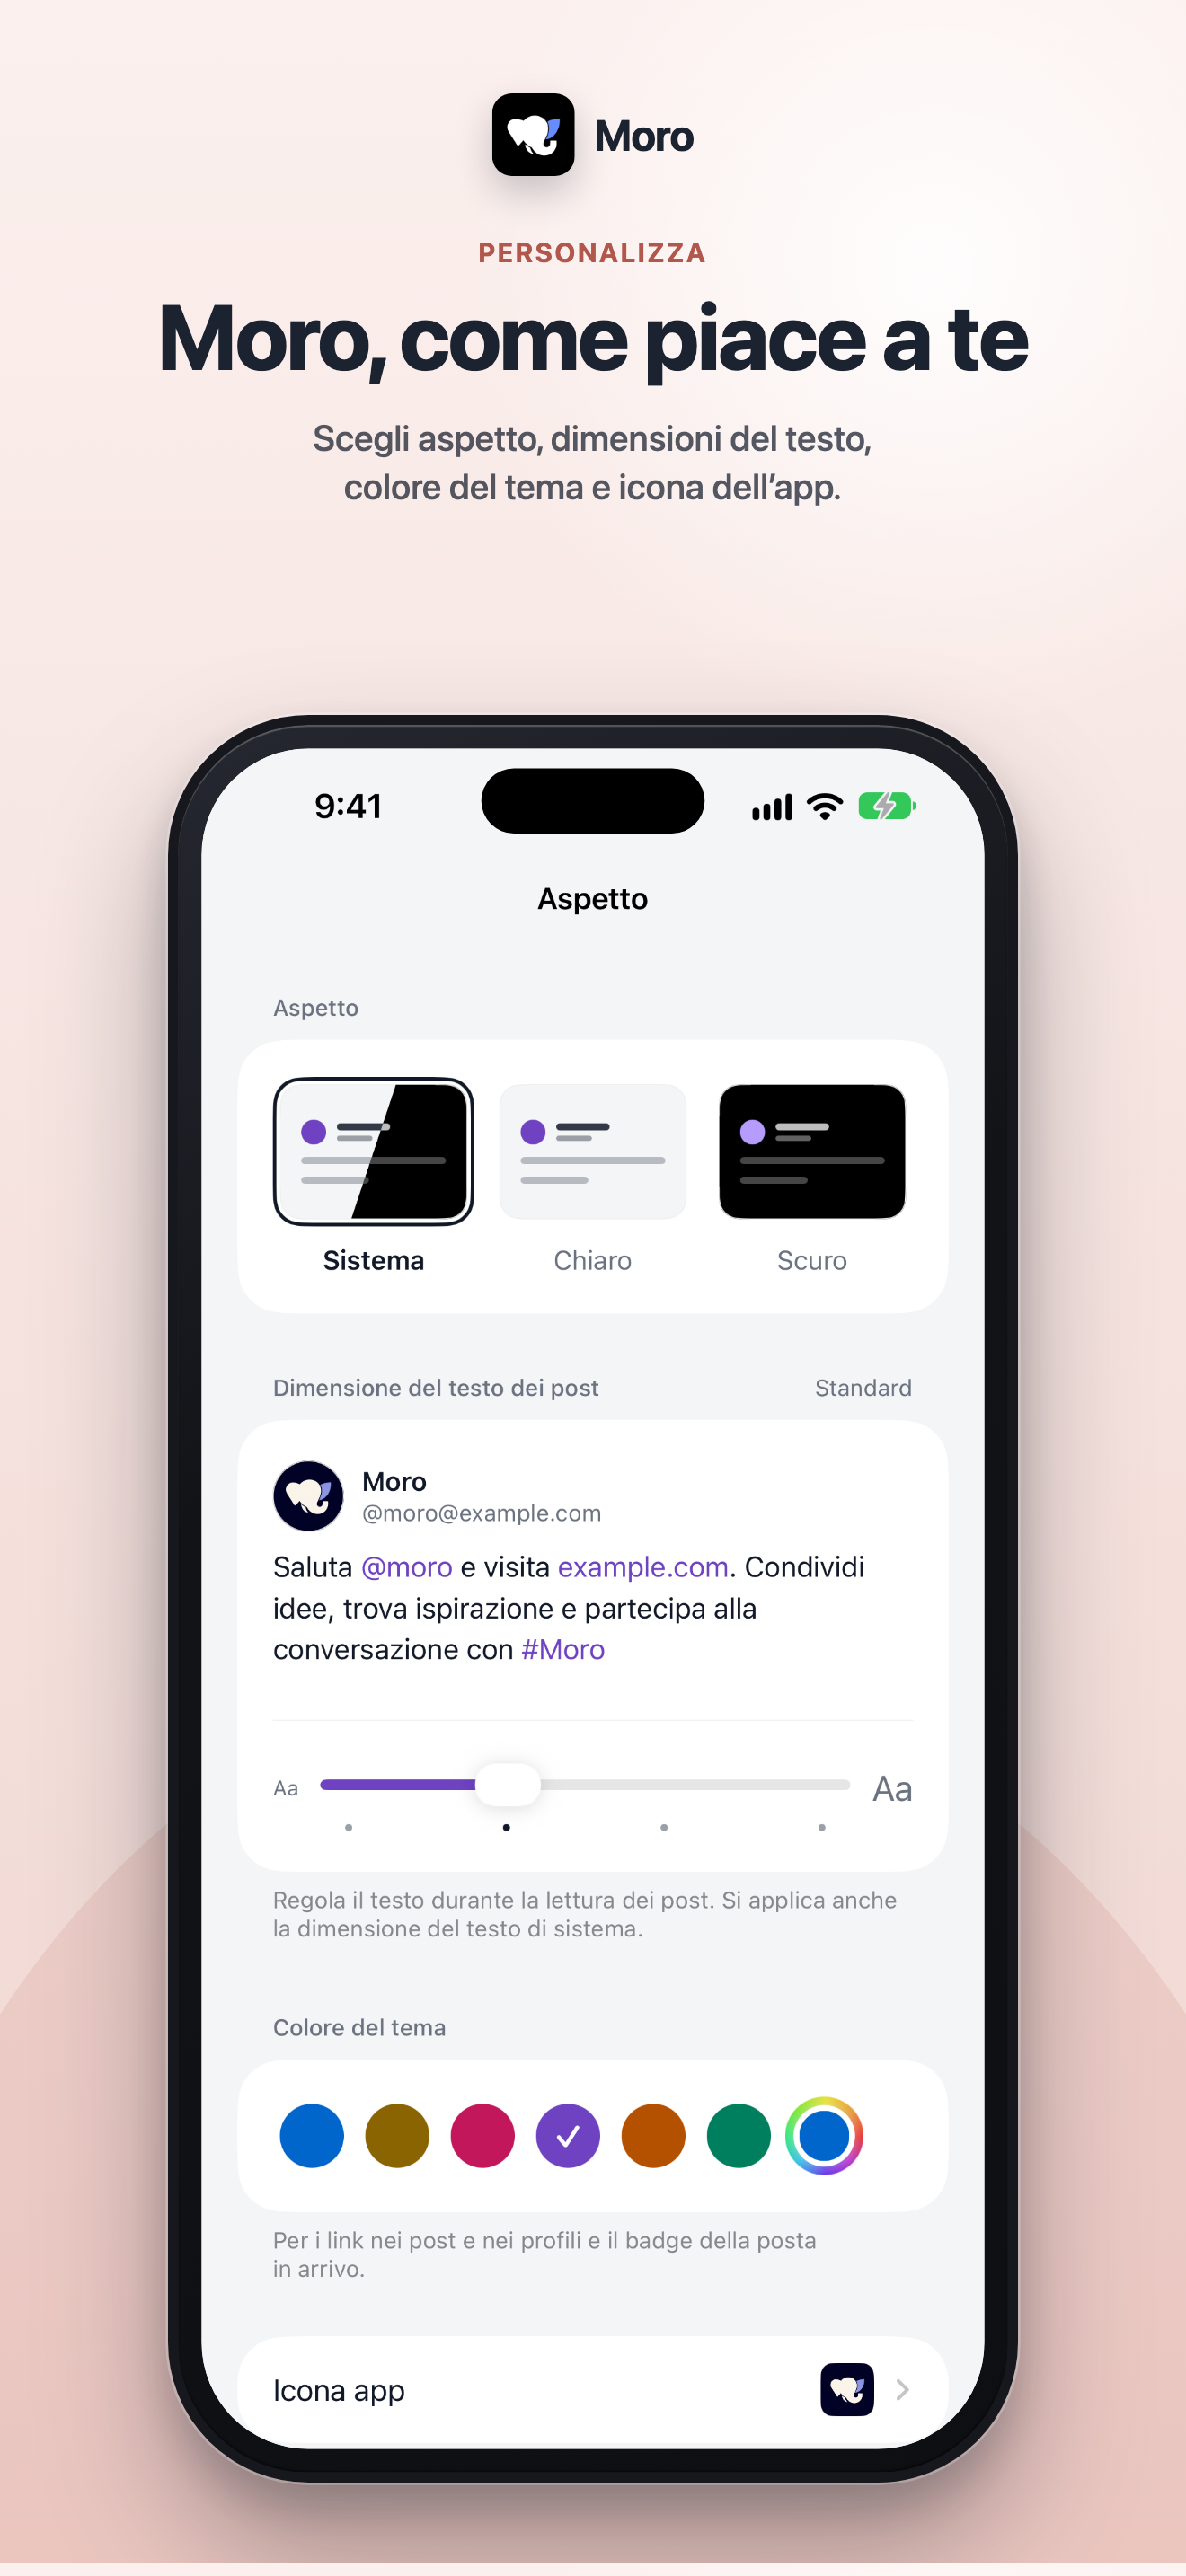 Moro
PERSONALIZZA
Moro, come piace a te
Scegli aspetto, dimensioni del testo,
colore del tema e icona dell’app.
9:41
Aspetto
Aspetto
Sistema
Chiaro
Scuro
Dimensione del testo dei post
Standard
Moro
@moro@example.com
Saluta @moro e visita example.com. Condividi
idee, trova ispirazione e partecipa alla
conversazione con #Moro
Aa
Aa
Regola il testo durante la lettura dei post. Si applica anche
la dimensione del testo di sistema.
Colore del tema
Per i link nei post e nei profili e il badge della posta
in arrivo.
Icona app